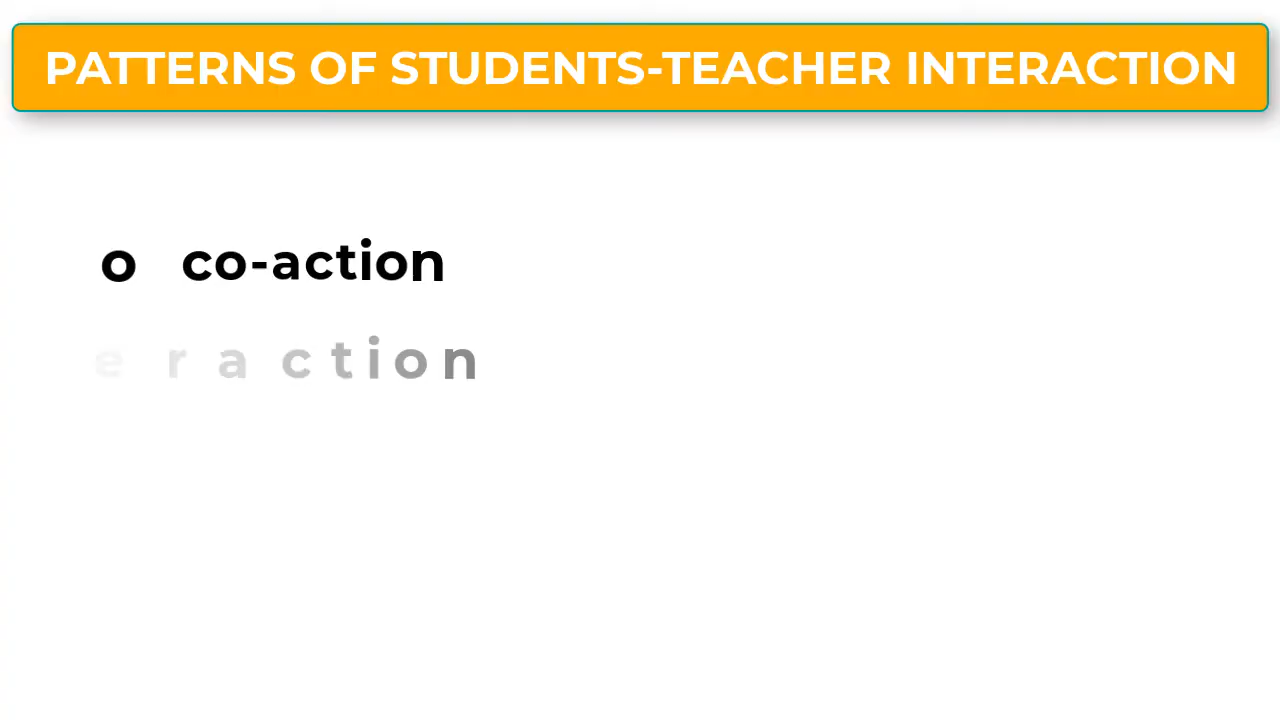 PATTERNS OF STUDENTS-TEACHER INTERACTION
o co-action
e r a c t i o n